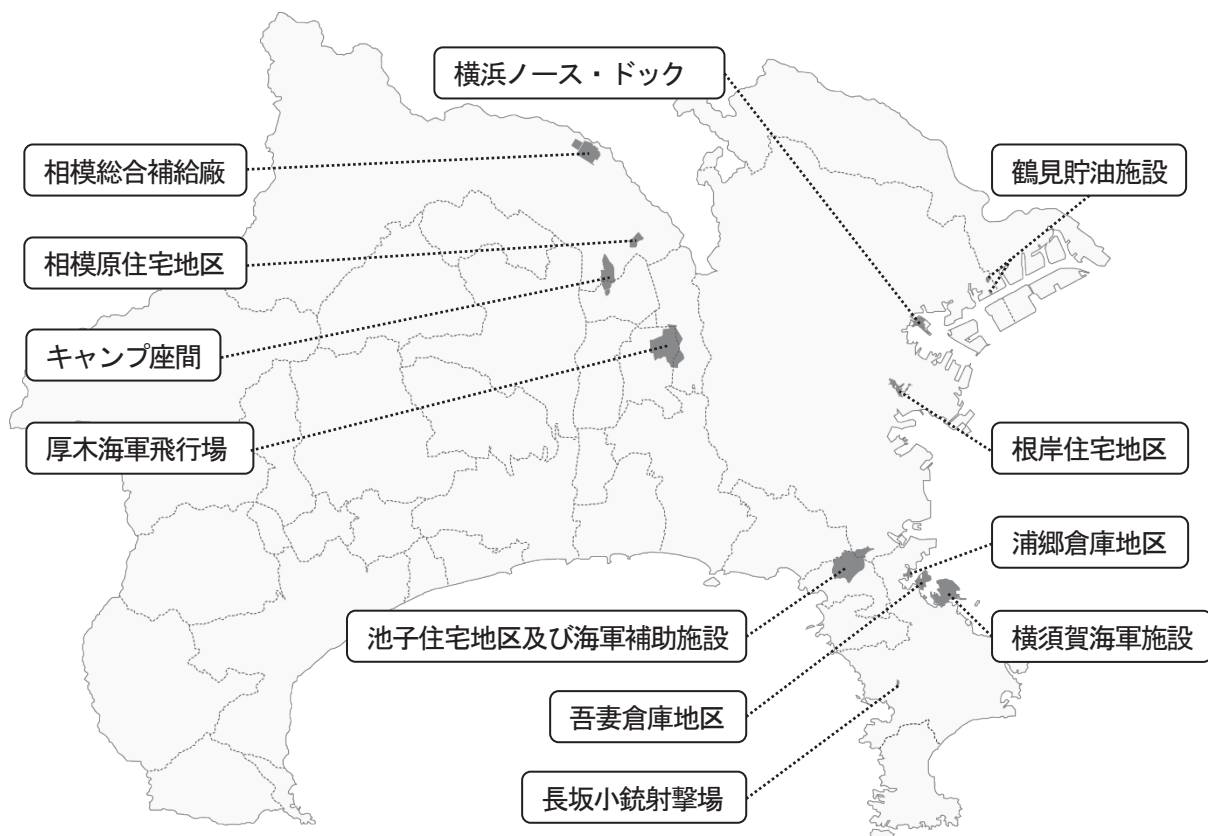 横浜ノース・ドック
相模総合補給廠
鶴見貯油施設
相模原住宅地区
キャンプ座間
厚木海軍飛行場
根岸住宅地区
浦郷倉庫地区
池子住宅地区及び海軍補助施設
横須賀海軍施設
吾妻倉庫地区
長坂小銃射撃場